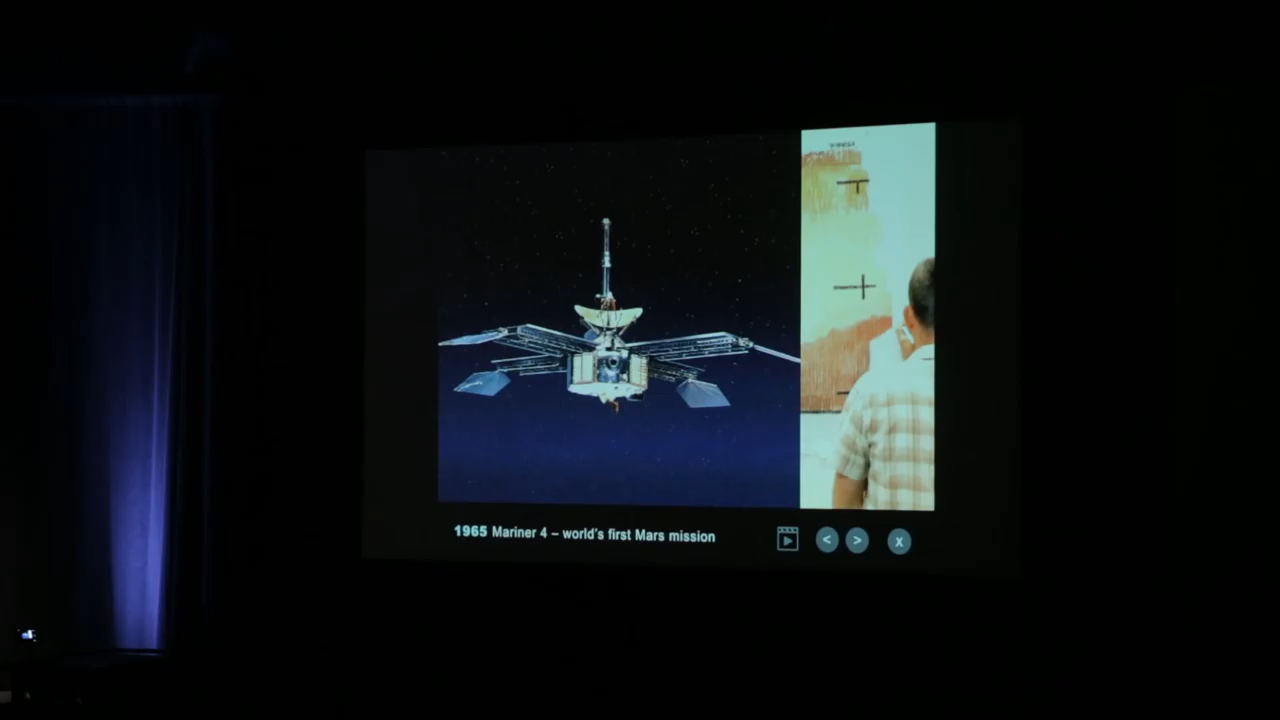 1965 Mariner 4 – world's first Mars mission
< > x